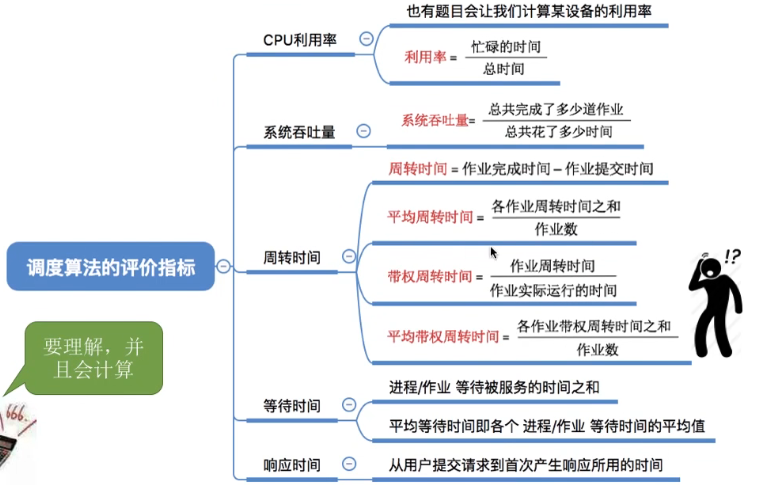 也有题目会让我们计算某设备的利用率
CPU利用率
利用率 = 忙碌的时间
总时间
系统吞吐量
系统吞吐量= 总共完成了多少道作业
总共花了多少时间
周转时间 = 作业完成时间 – 作业提交时间
平均周转时间 = 各作业周转时间之和
作业数
周转时间
带权周转时间 = 作业周转时间
作业实际运行的时间
平均带权周转时间 = 各作业带权周转时间之和
作业数
调度算法的评价指标
!?
要理解，并
且会计算
666.
等待时间
进程/作业 等待被服务的时间之和
平均等待时间即各个 进程/作业 等待时间的平均值
响应时间
从用户提交请求到首次产生响应所用的时间